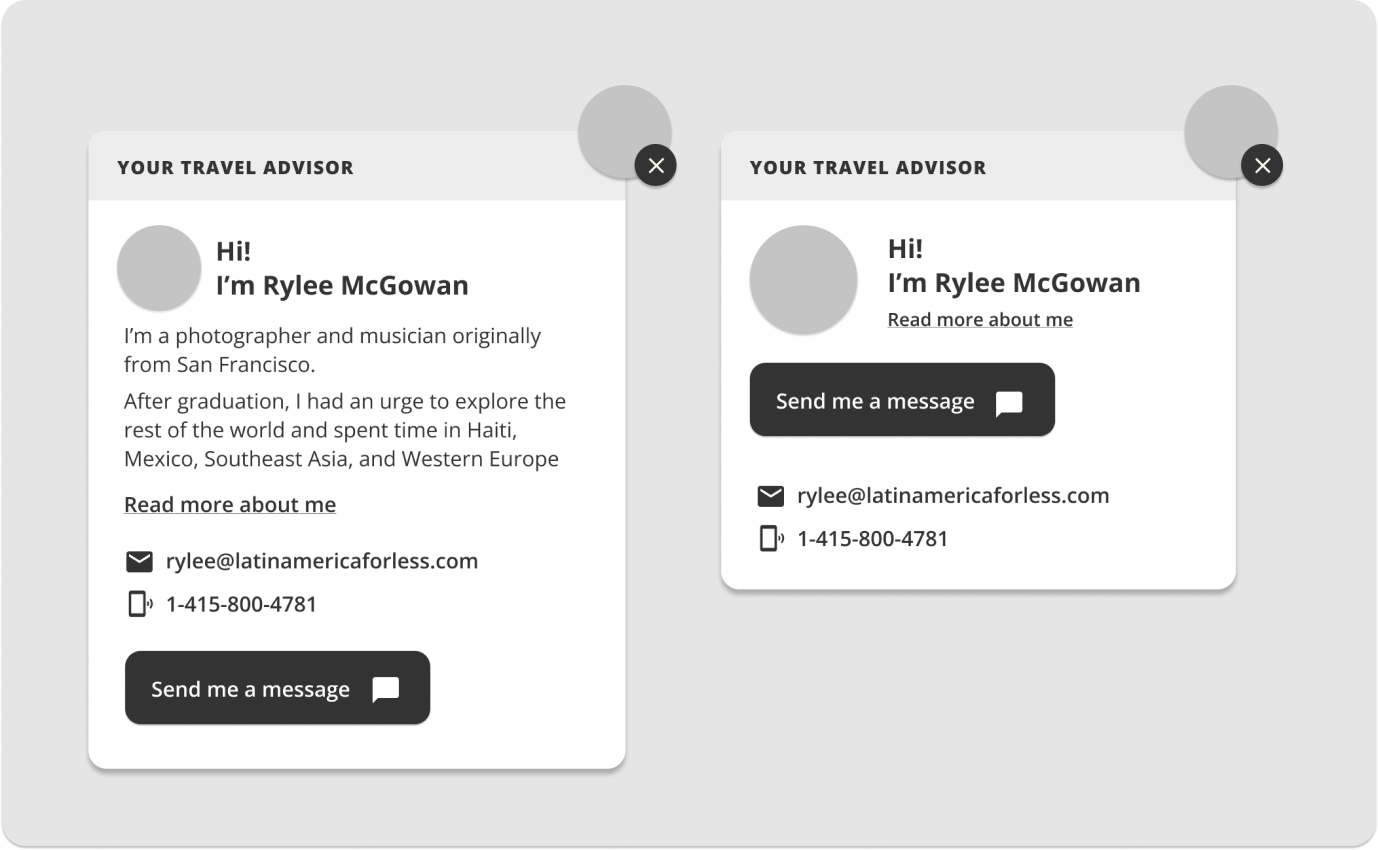 YOUR TRAVEL ADVISOR
Hi!
I’m Rylee McGowan
I’m a photographer and musician originally
from San Francisco.
After graduation, I had an urge to explore the
rest of the world and spent time in Haiti,
Mexico, Southeast Asia, and Western Europe
Read more about me
rylee@latinamericaforless.com
1-415-800-4781
Send me a message
YOUR TRAVEL ADVISOR
Hi!
I’m Rylee McGowan
Read more about me
Send me a message
rylee@latinamericaforless.com
1-415-800-4781